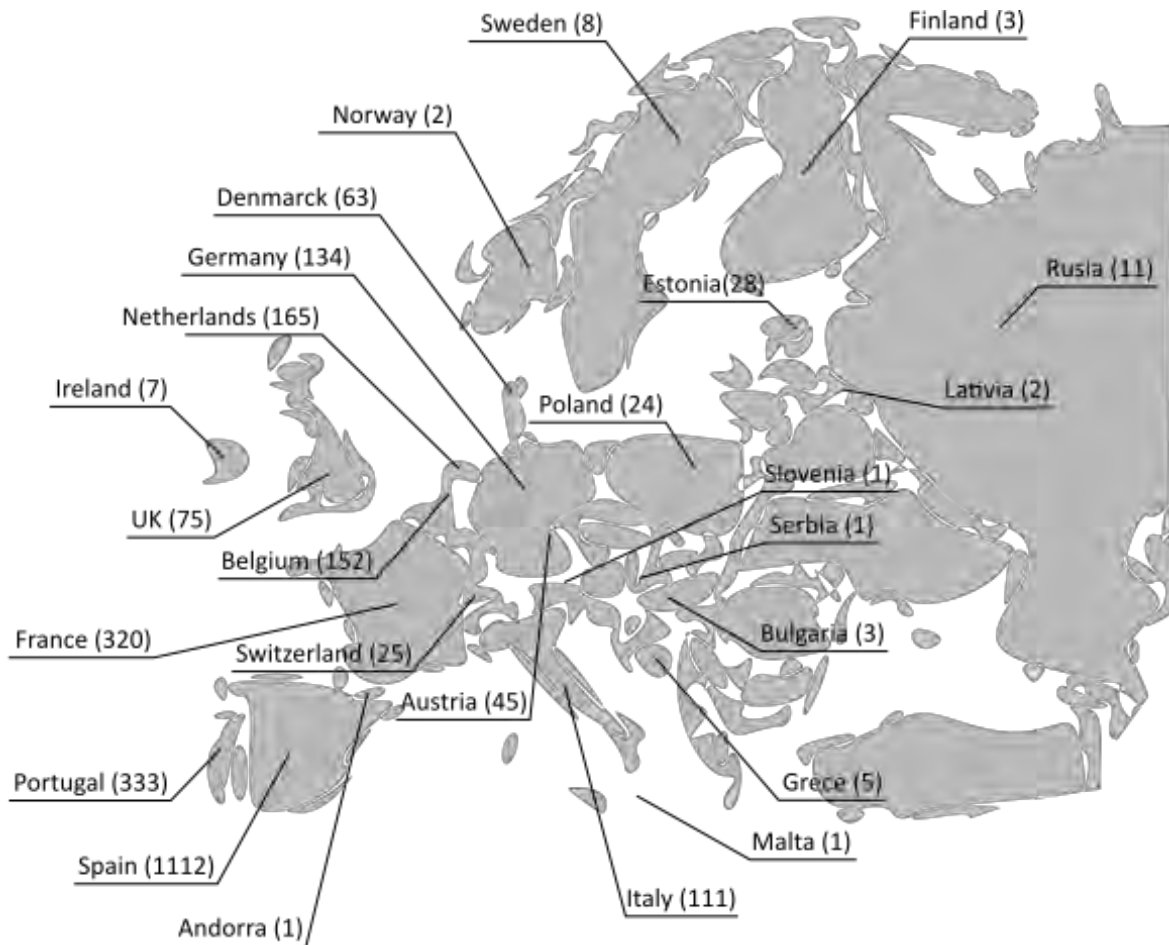 Sweden (8)
Finland (3)
Norway (2)
Denmarck (63)
Germany (134)
Rusia (11)
Estonia(28)
Netherlands (165)
Ireland (7)
Lativia (2)
Poland (24)
Slovenia (1)
UK (75)
Serbia (1)
Belgium (152)
France (320)
Bulgaria (3)
Switzerland (25)
Austria (45)
Portugal (333)
Grece (5)
Malta (1)
Spain (1112)
Italy (111)
Andorra (1)